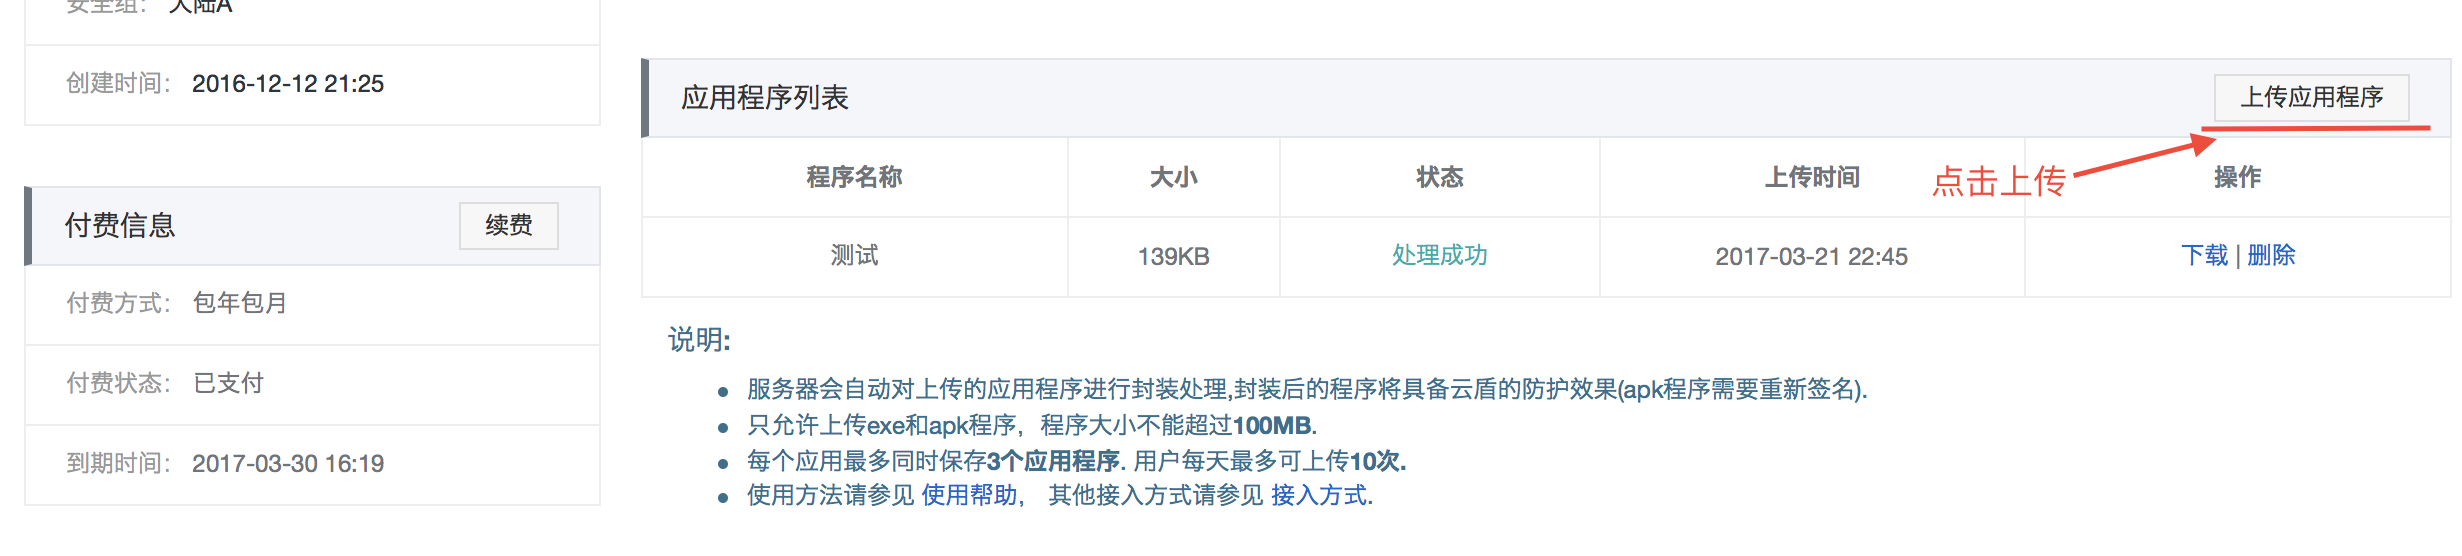 安全组： 大陆A
创建时间： 2016-12-12 21:25
付费信息 续费
付费方式： 包年包月
付费状态： 已支付
到期时间： 2017-03-30 16:19
应用程序列表 上传应用程序
点击上传
程序名称 大小 状态 上传时间 操作
测试 139KB 处理成功 2017-03-21 22:45 下载 | 删除
说明:
服务器会自动对上传的应用程序进行封装处理,封装后的程序将具备云盾的防护效果(apk程序需要重新签名).
只允许上传exe和apk程序， 程序大小不能超过100MB.
每个应用最多同时保存3个应用程序. 用户每天最多可上传10次.
使用方法请参见 使用帮助， 其他接入方式请参见 接入方式.